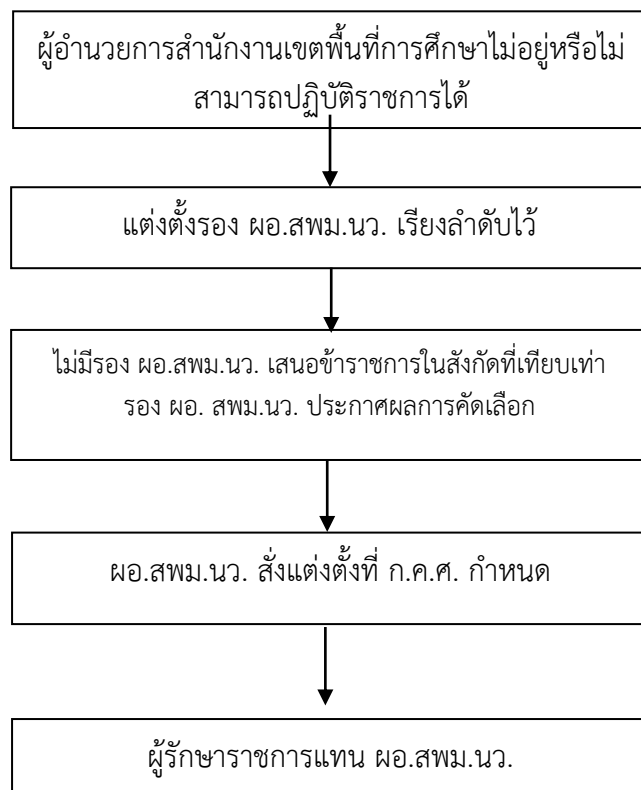 ผู้อำนวยการสำนักงานเขตพื้นที่การศึกษาไม่อยู่หรือไม่
สามารถปฏิบัติราชการได้
แต่งตั้งรอง ผอ.สพม.นว. เรียงลำดับไว้
ไม่มีรอง ผอ.สพม.นว. เสนอข้าราชการในสังกัดที่เทียบเท่า
รอง ผอ. สพม.นว. ประกาศผลการคัดเลือก
ผอ.สพม.นว. สั่งแต่งตั้งที่ ก.ค.ศ. กำหนด
ผู้รักษาราชการแทน ผอ.สพม.นว.